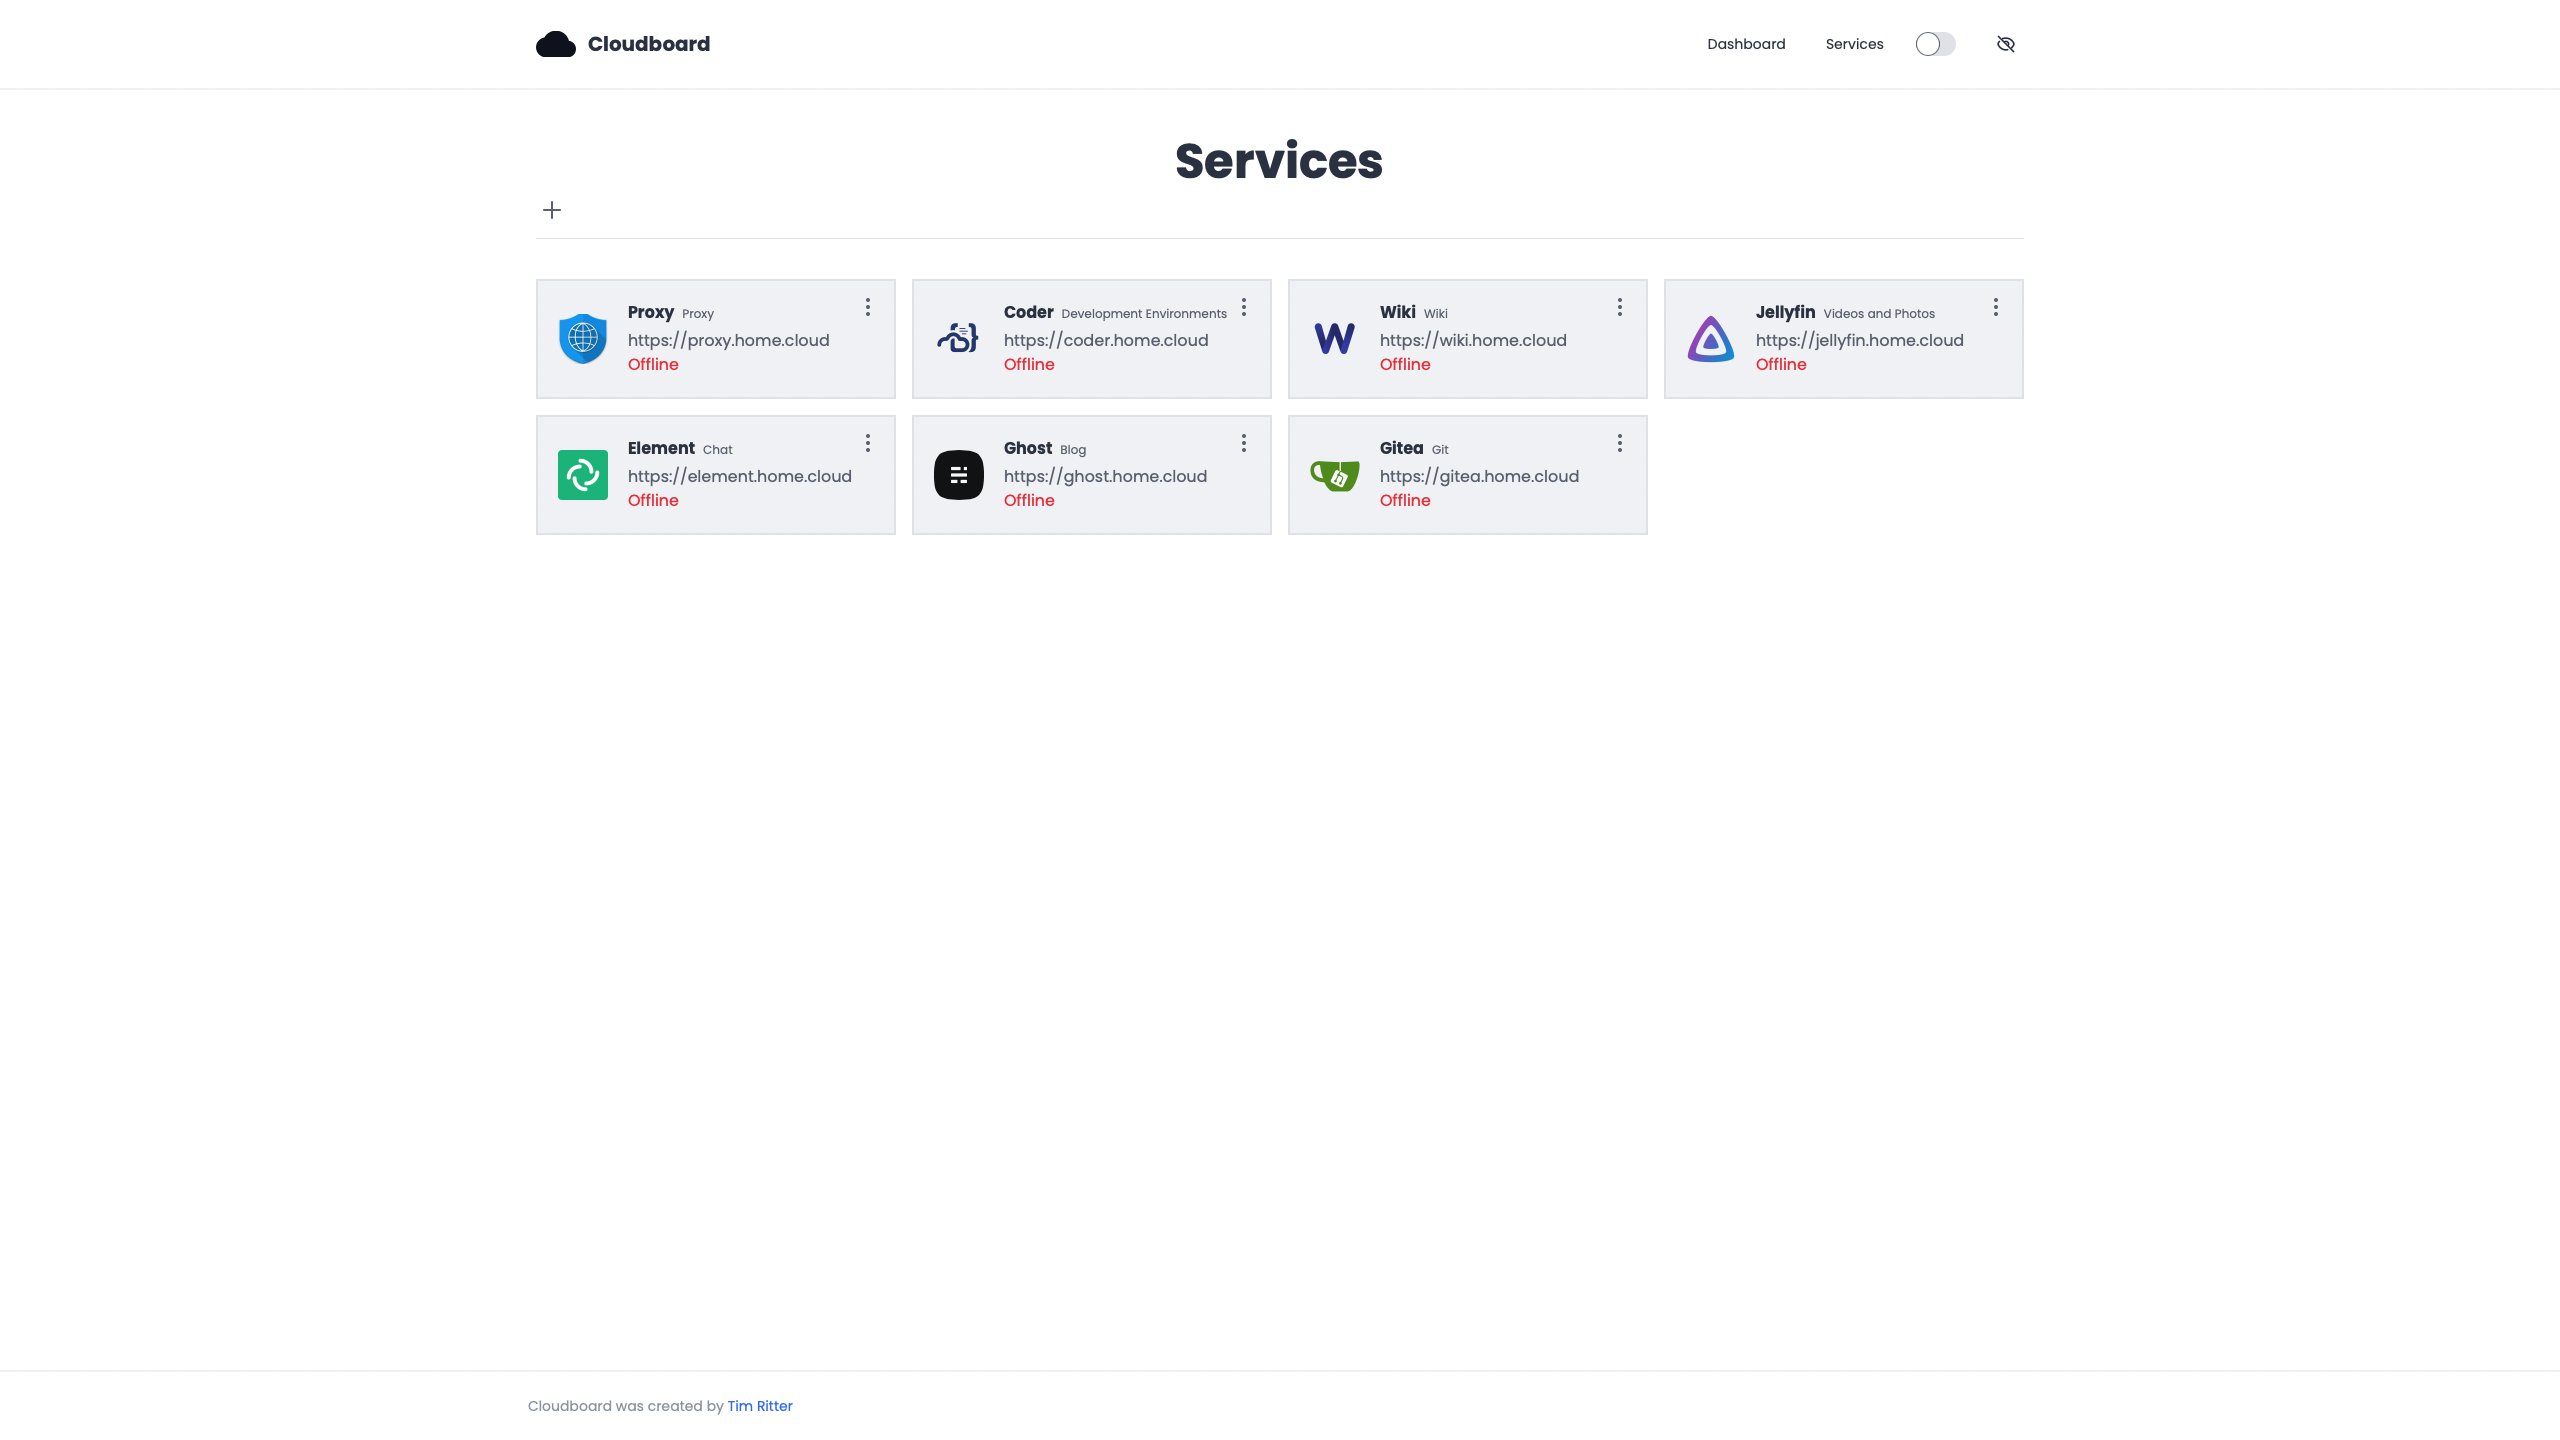 Cloudboard
Dashboard Services
Services
Proxy Proxy
https://proxy.home.cloud
Offline
Coder Development Environments
https://coder.home.cloud
Offline
W
Wiki Wiki
https://wiki.home.cloud
Offline
Jellyfin Videos and Photos
https://jellyfin.home.cloud
Offline
Element Chat
https://element.home.cloud
Offline
Ghost Blog
https://ghost.home.cloud
Offline
Gitea Git
https://gitea.home.cloud
Offline
Cloudboard was created by Tim Ritter